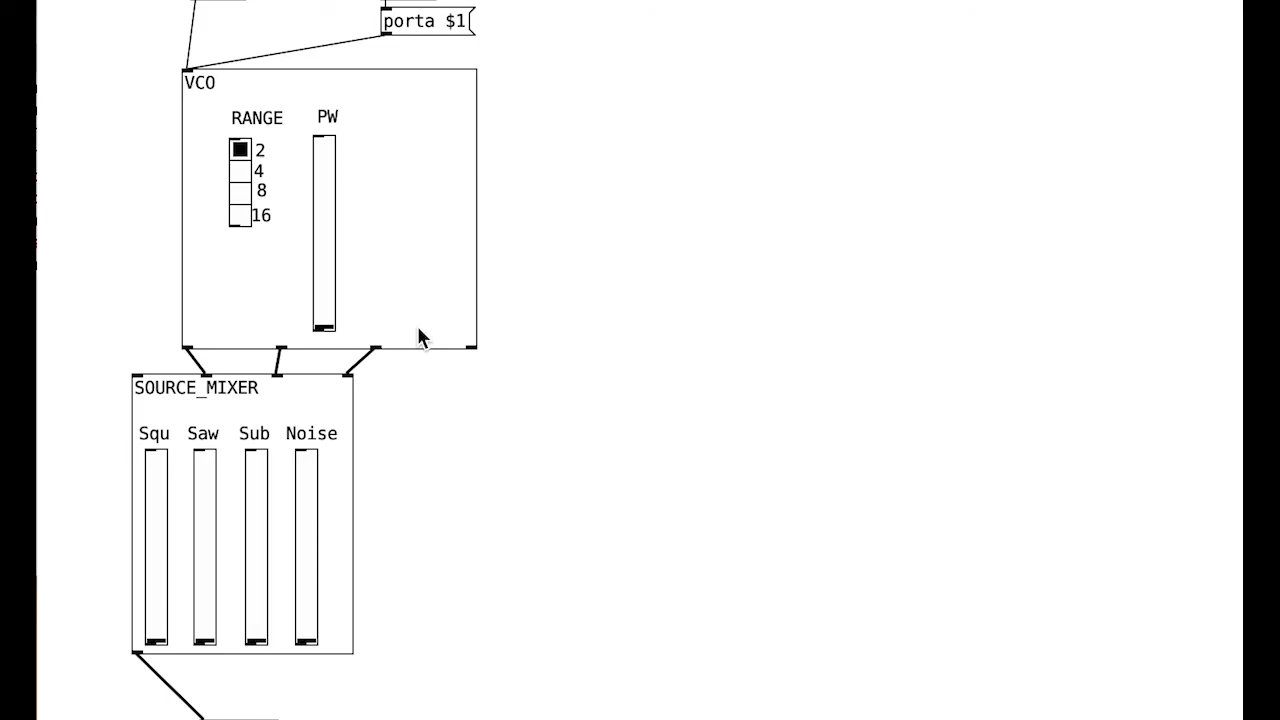 porta $1
VCO
RANGE
PW
2
4
8
16
SOURCE_MIXER
Squ Saw Sub Noise